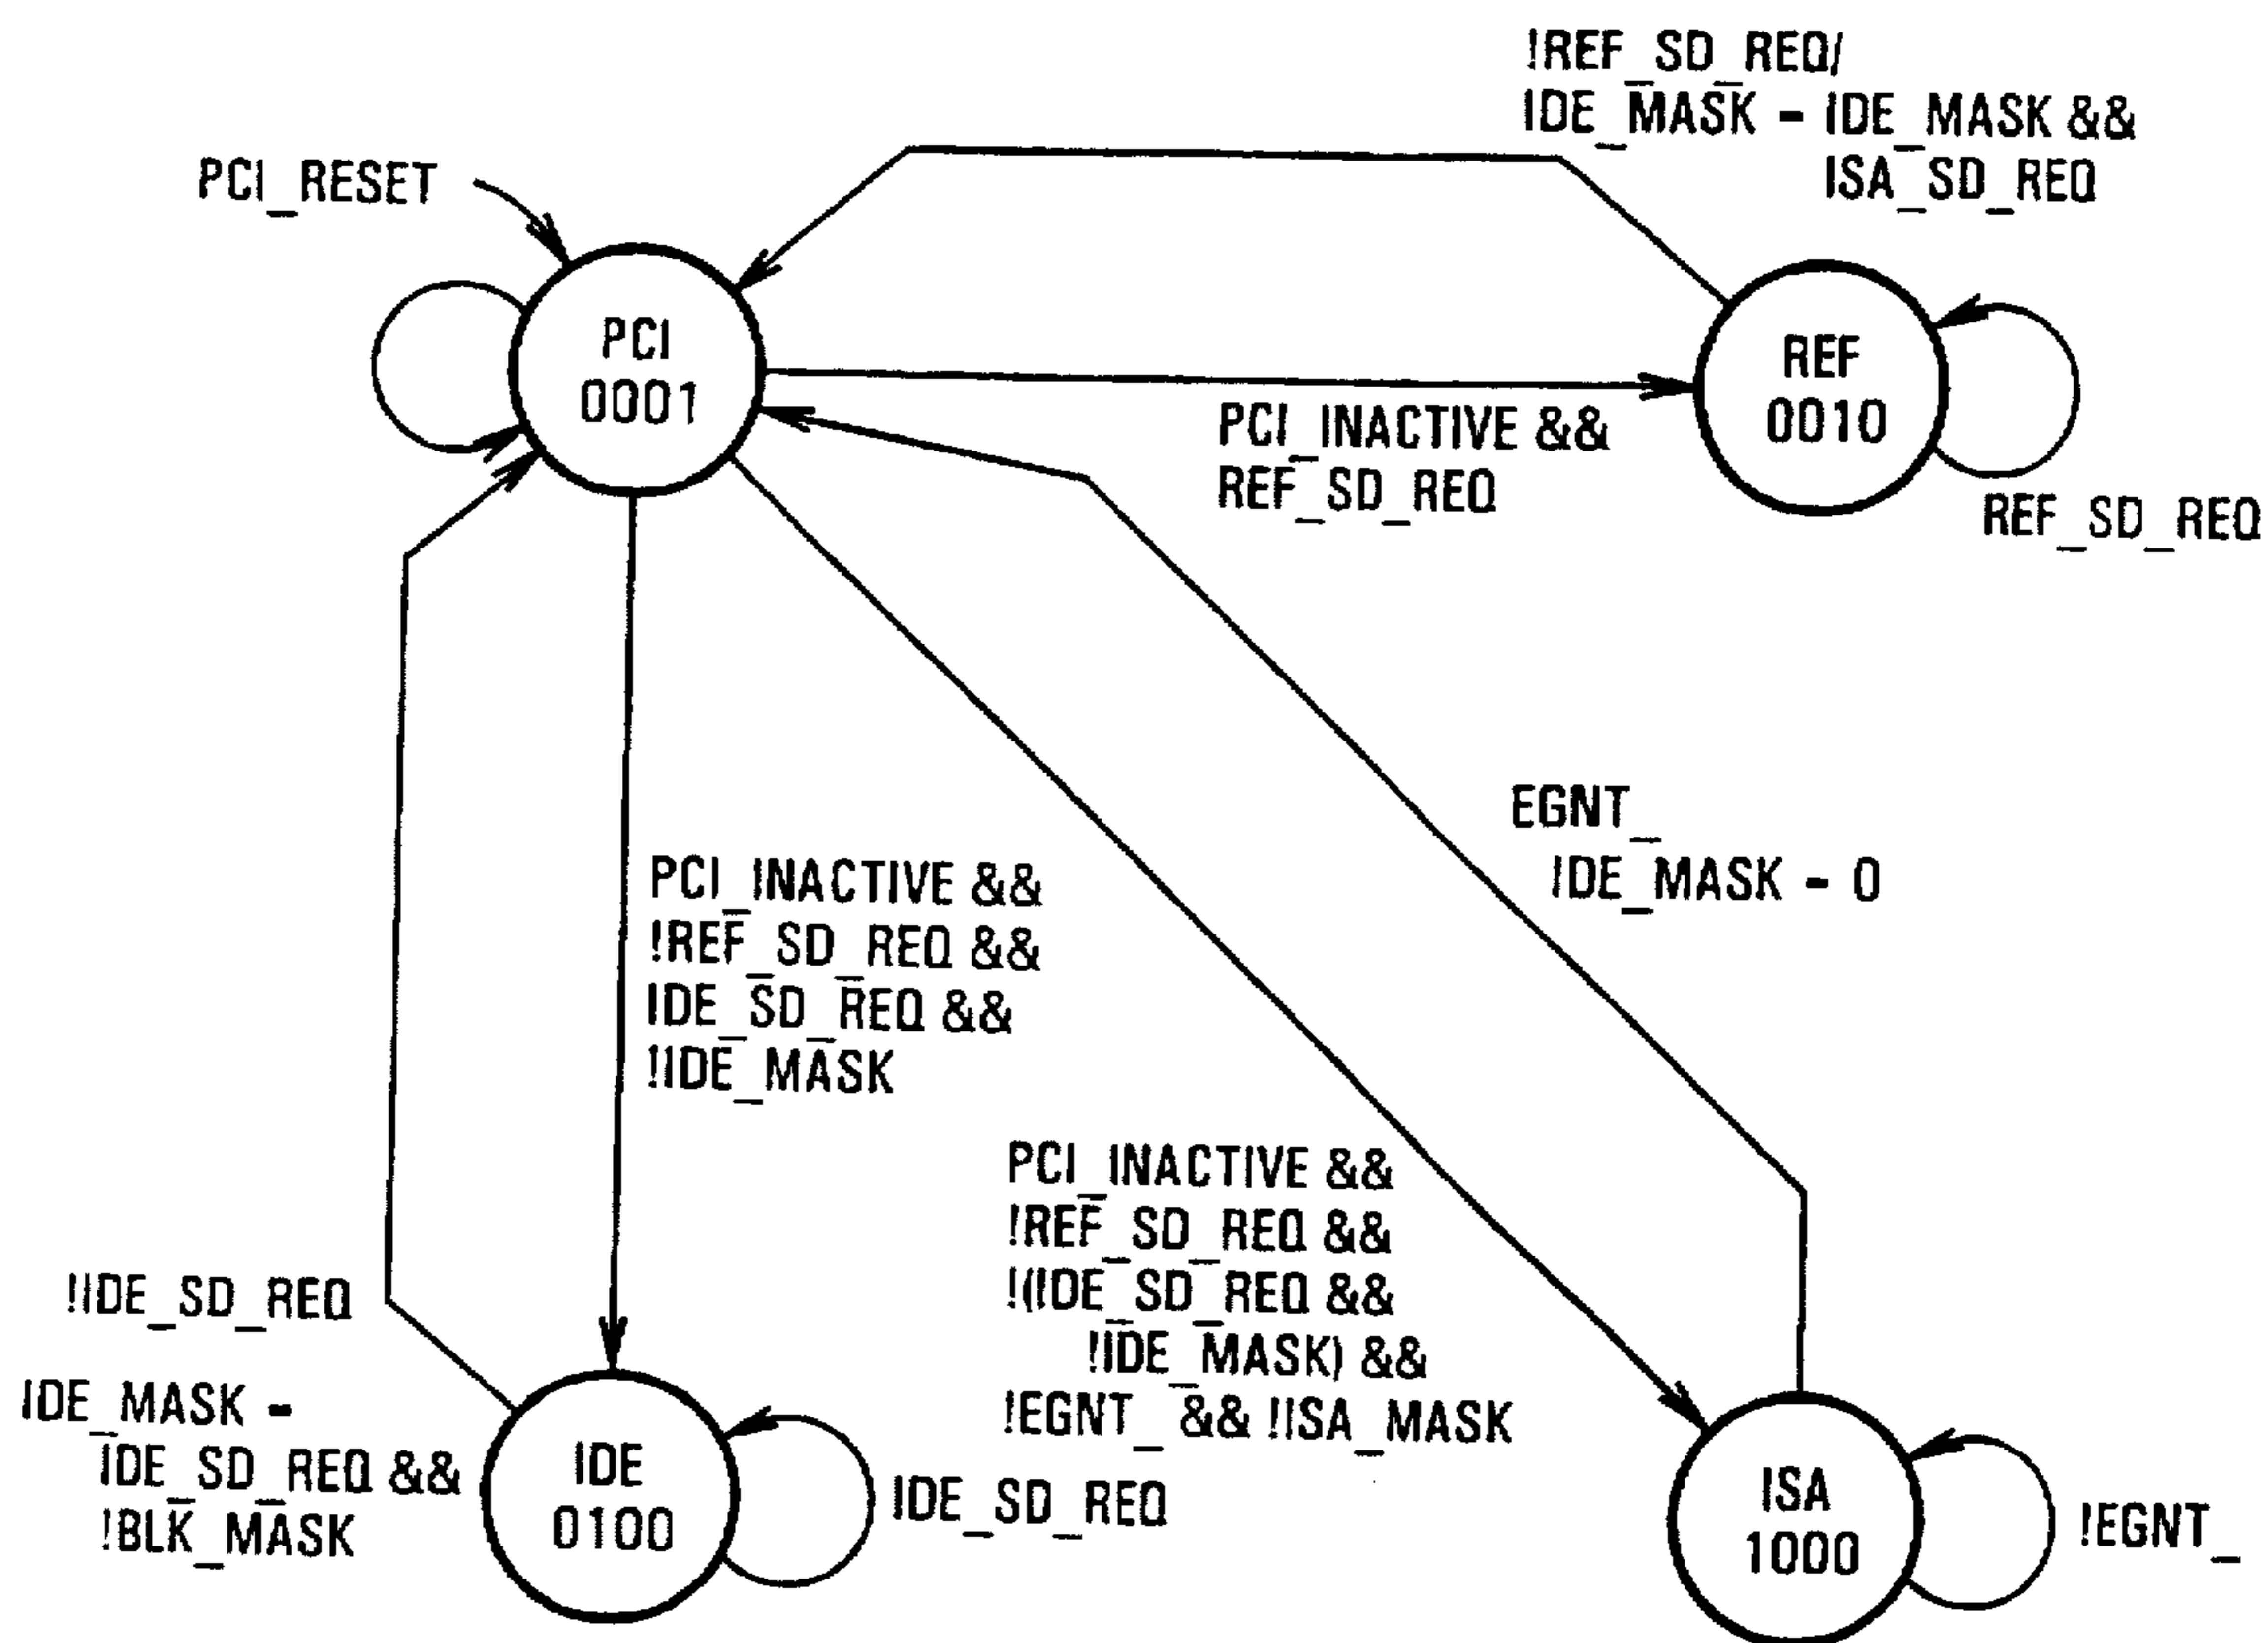 !REF_SD_REQ/
IDE_MASK - IDE_MASK &&
ISA_SD_REQ
PCI_RESET
PCI
0001
REF
0010
PCI_INACTIVE &&
REF_SD_REQ
REF_SD_REQ
EGNT_
IDE_MASK - 0
PCI_INACTIVE &&
!REF_SD_REQ &&
IDE_SD_REQ &&
!IDE_MASK
PCI_INACTIVE &&
!REF_SD_REQ &&
!(IDE_SD_REQ &&
!IDE_MASK) &&
!EGNT_ && !ISA_MASK
!IDE_SD_REQ
IDE_MASK -
IDE_SD_REQ &&
!BLK_MASK
IDE
0100
IDE_SD_REQ
ISA
1000
!EGNT_